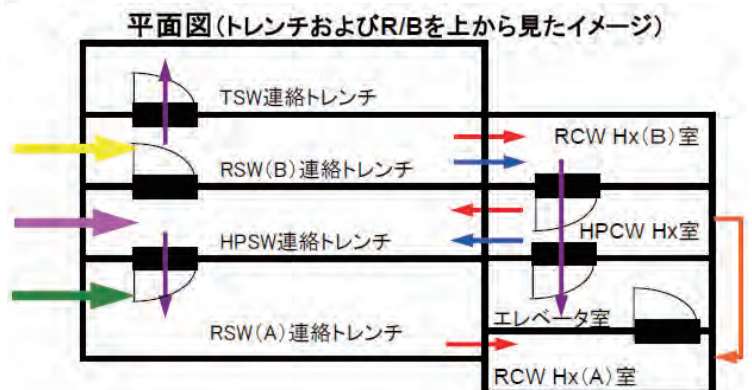 平面図(トレンチおよびR/Bを上から見たイメージ)
TSW連絡トレンチ
RCW Hx(B)室
RSW(B)連絡トレンチ
HPCW Hx室
HPSW連絡トレンチ
エレベータ室
RSW(A)連絡トレンチ
RCW Hx(A)室